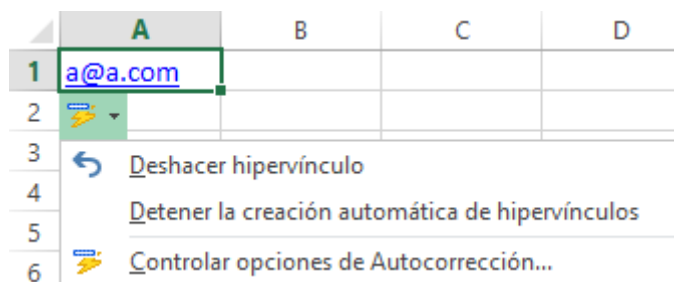 A B C D
1 a@a.com
2
3 Deshacer hipervínculo
4 Detener la creación automática de hipervínculos
5
6 Controlar opciones de Autocorrección...